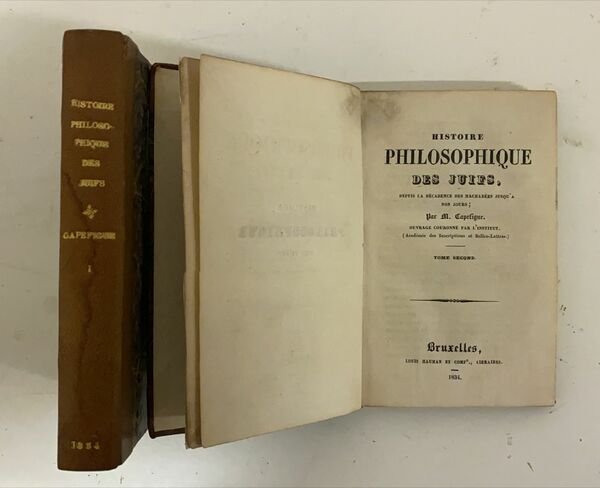 HISTOIRE
PHILOSO-
PHIQUE
DES
JUIFS
CAPEFIGUE
1
1834
HISTOIRE
PHILOSOPHIQUE
DES JUIFS,
DEPUIS LA DÉCADENCE DES MACHABÉES JUSQU'A
NOS JOURS;
Par M. Capefigue.
OUVRAGE COURONNÉ PAR L'INSTITUT.
(Académie des Inscriptions et Belles-Lettres.)
TOME SECOND.
Bruxelles,
LOUIS HAUMAN ET COMPᵉ., LIBRAIRES.
1834.